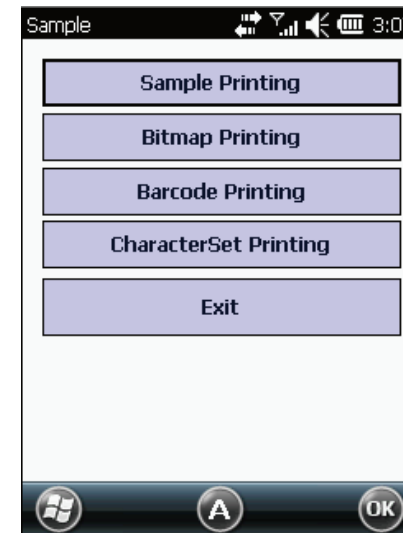 Sample 3:0
Sample Printing
Bitmap Printing
Barcode Printing
CharacterSet Printing
Exit
A
OK